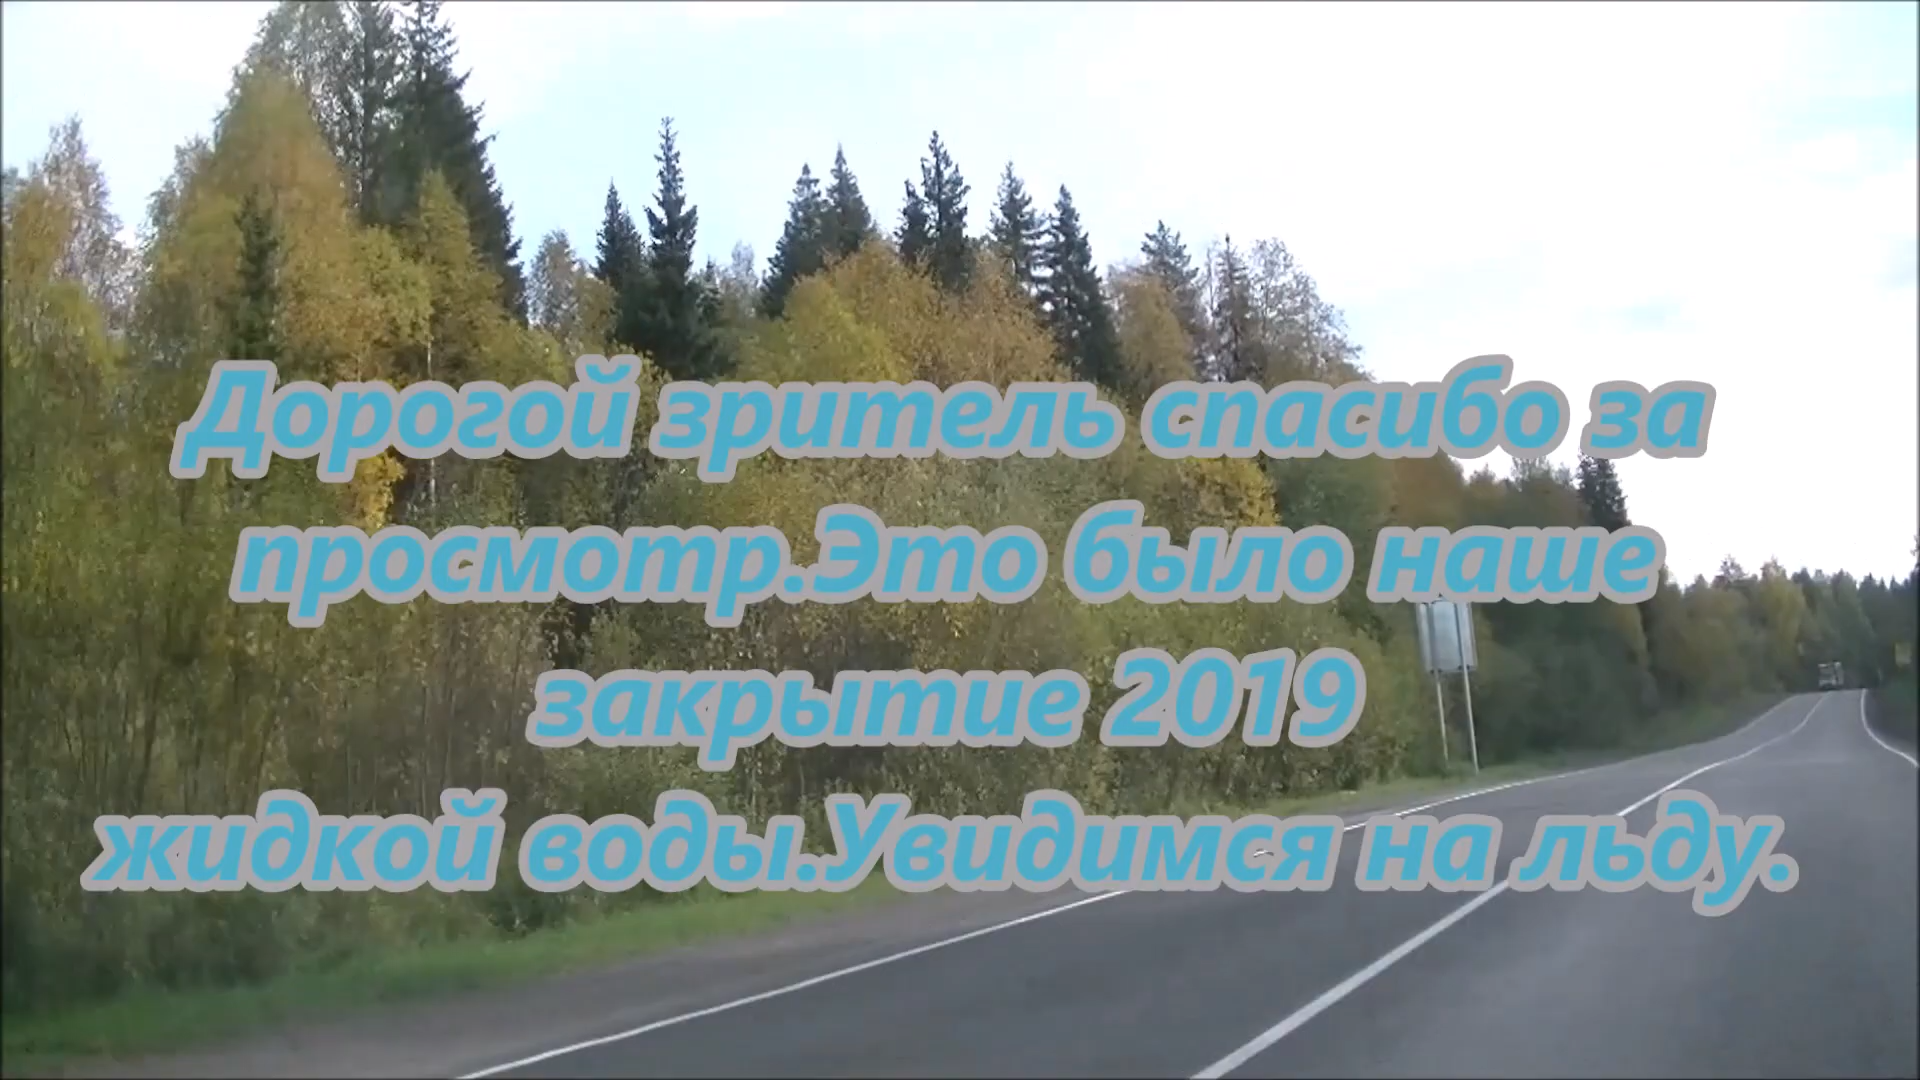 Дорогой зритель спасибо за
просмотр.Это было наше
закрытие 2019
жидкой воды.Увидимся на льду.